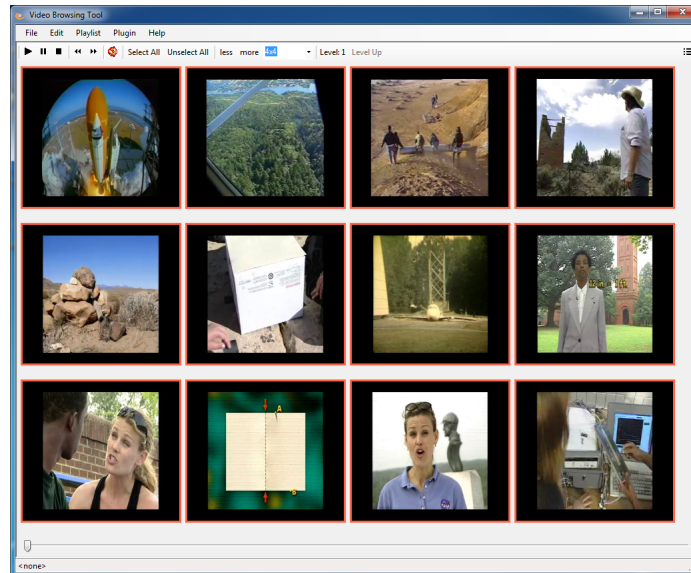 Video Browsing Tool
File Edit Playlist Plugin Help
Select All Unselect All less more 4x4 Level: 1 Level Up
A
<none>